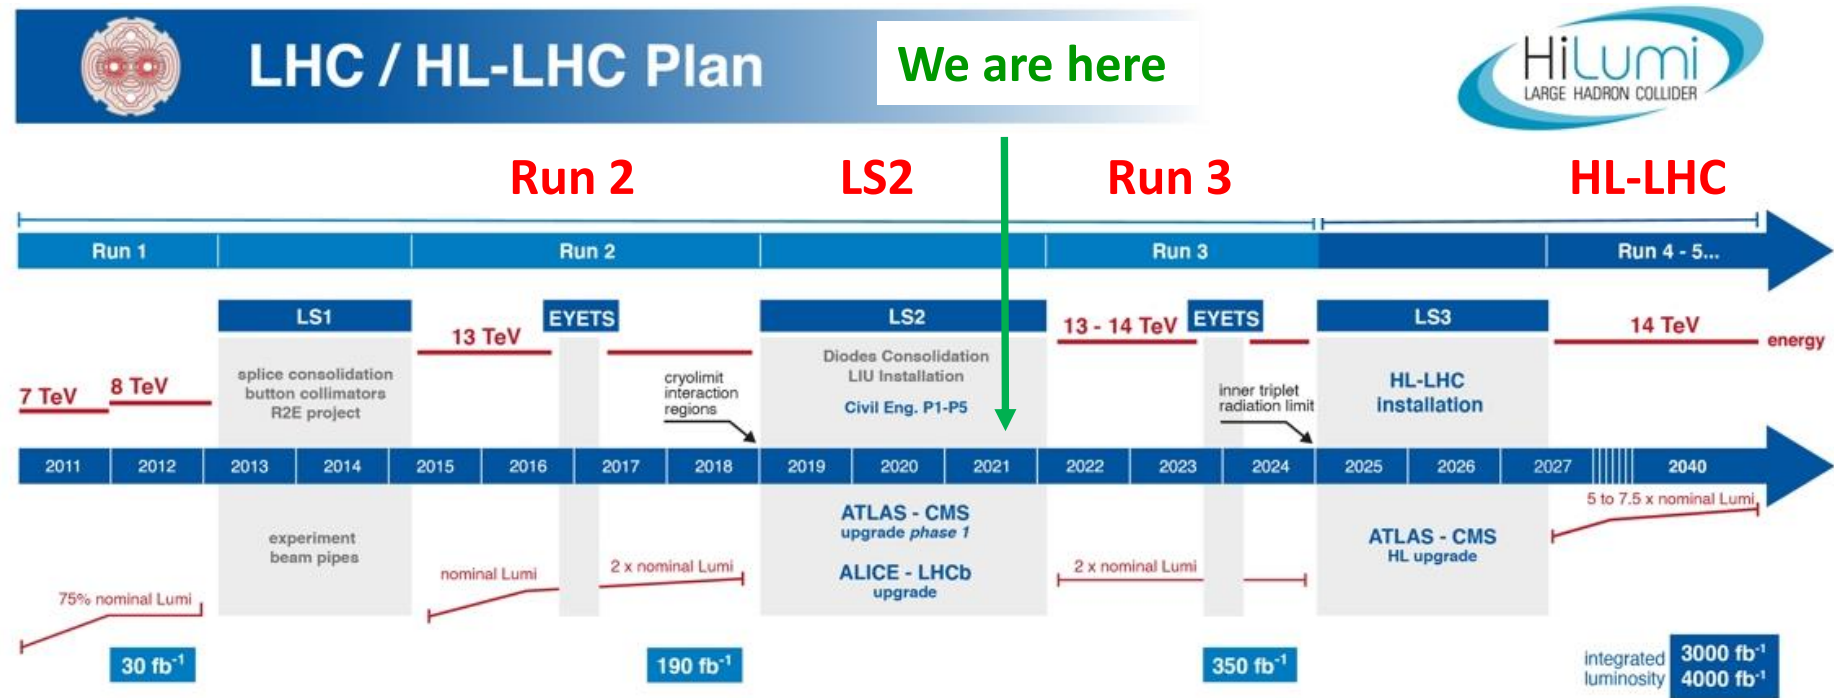 LHC / HL-LHC Plan
We are here
HiLumi
LARGE HADRON COLLIDER
Run 2
LS2
Run 3
HL-LHC
Run 1
Run 2
Run 3
Run 4 - 5...
LS1
EYETS
LS2
EYETS
LS3
7 TeV
8 TeV
13 TeV
13 - 14 TeV
14 TeV
energy
splice consolidation
button collimators
R2E project
cryolimit
interaction
regions
Diodes Consolidation
LIU Installation
Civil Eng. P1-P5
inner triplet
radiation limit
HL-LHC
installation
2011
2012
2013
2014
2015
2016
2017
2018
2019
2020
2021
2022
2023
2024
2025
2026
2027
2040
75% nominal Lumi
experiment
beam pipes
nominal Lumi
2 x nominal Lumi
ATLAS - CMS
upgrade phase 1
ALICE - LHCb
upgrade
2 x nominal Lumi
ATLAS - CMS
HL upgrade
5 to 7.5 x nominal Lumi
30 fb⁻¹
190 fb⁻¹
350 fb⁻¹
integrated
luminosity
3000 fb⁻¹
4000 fb⁻¹